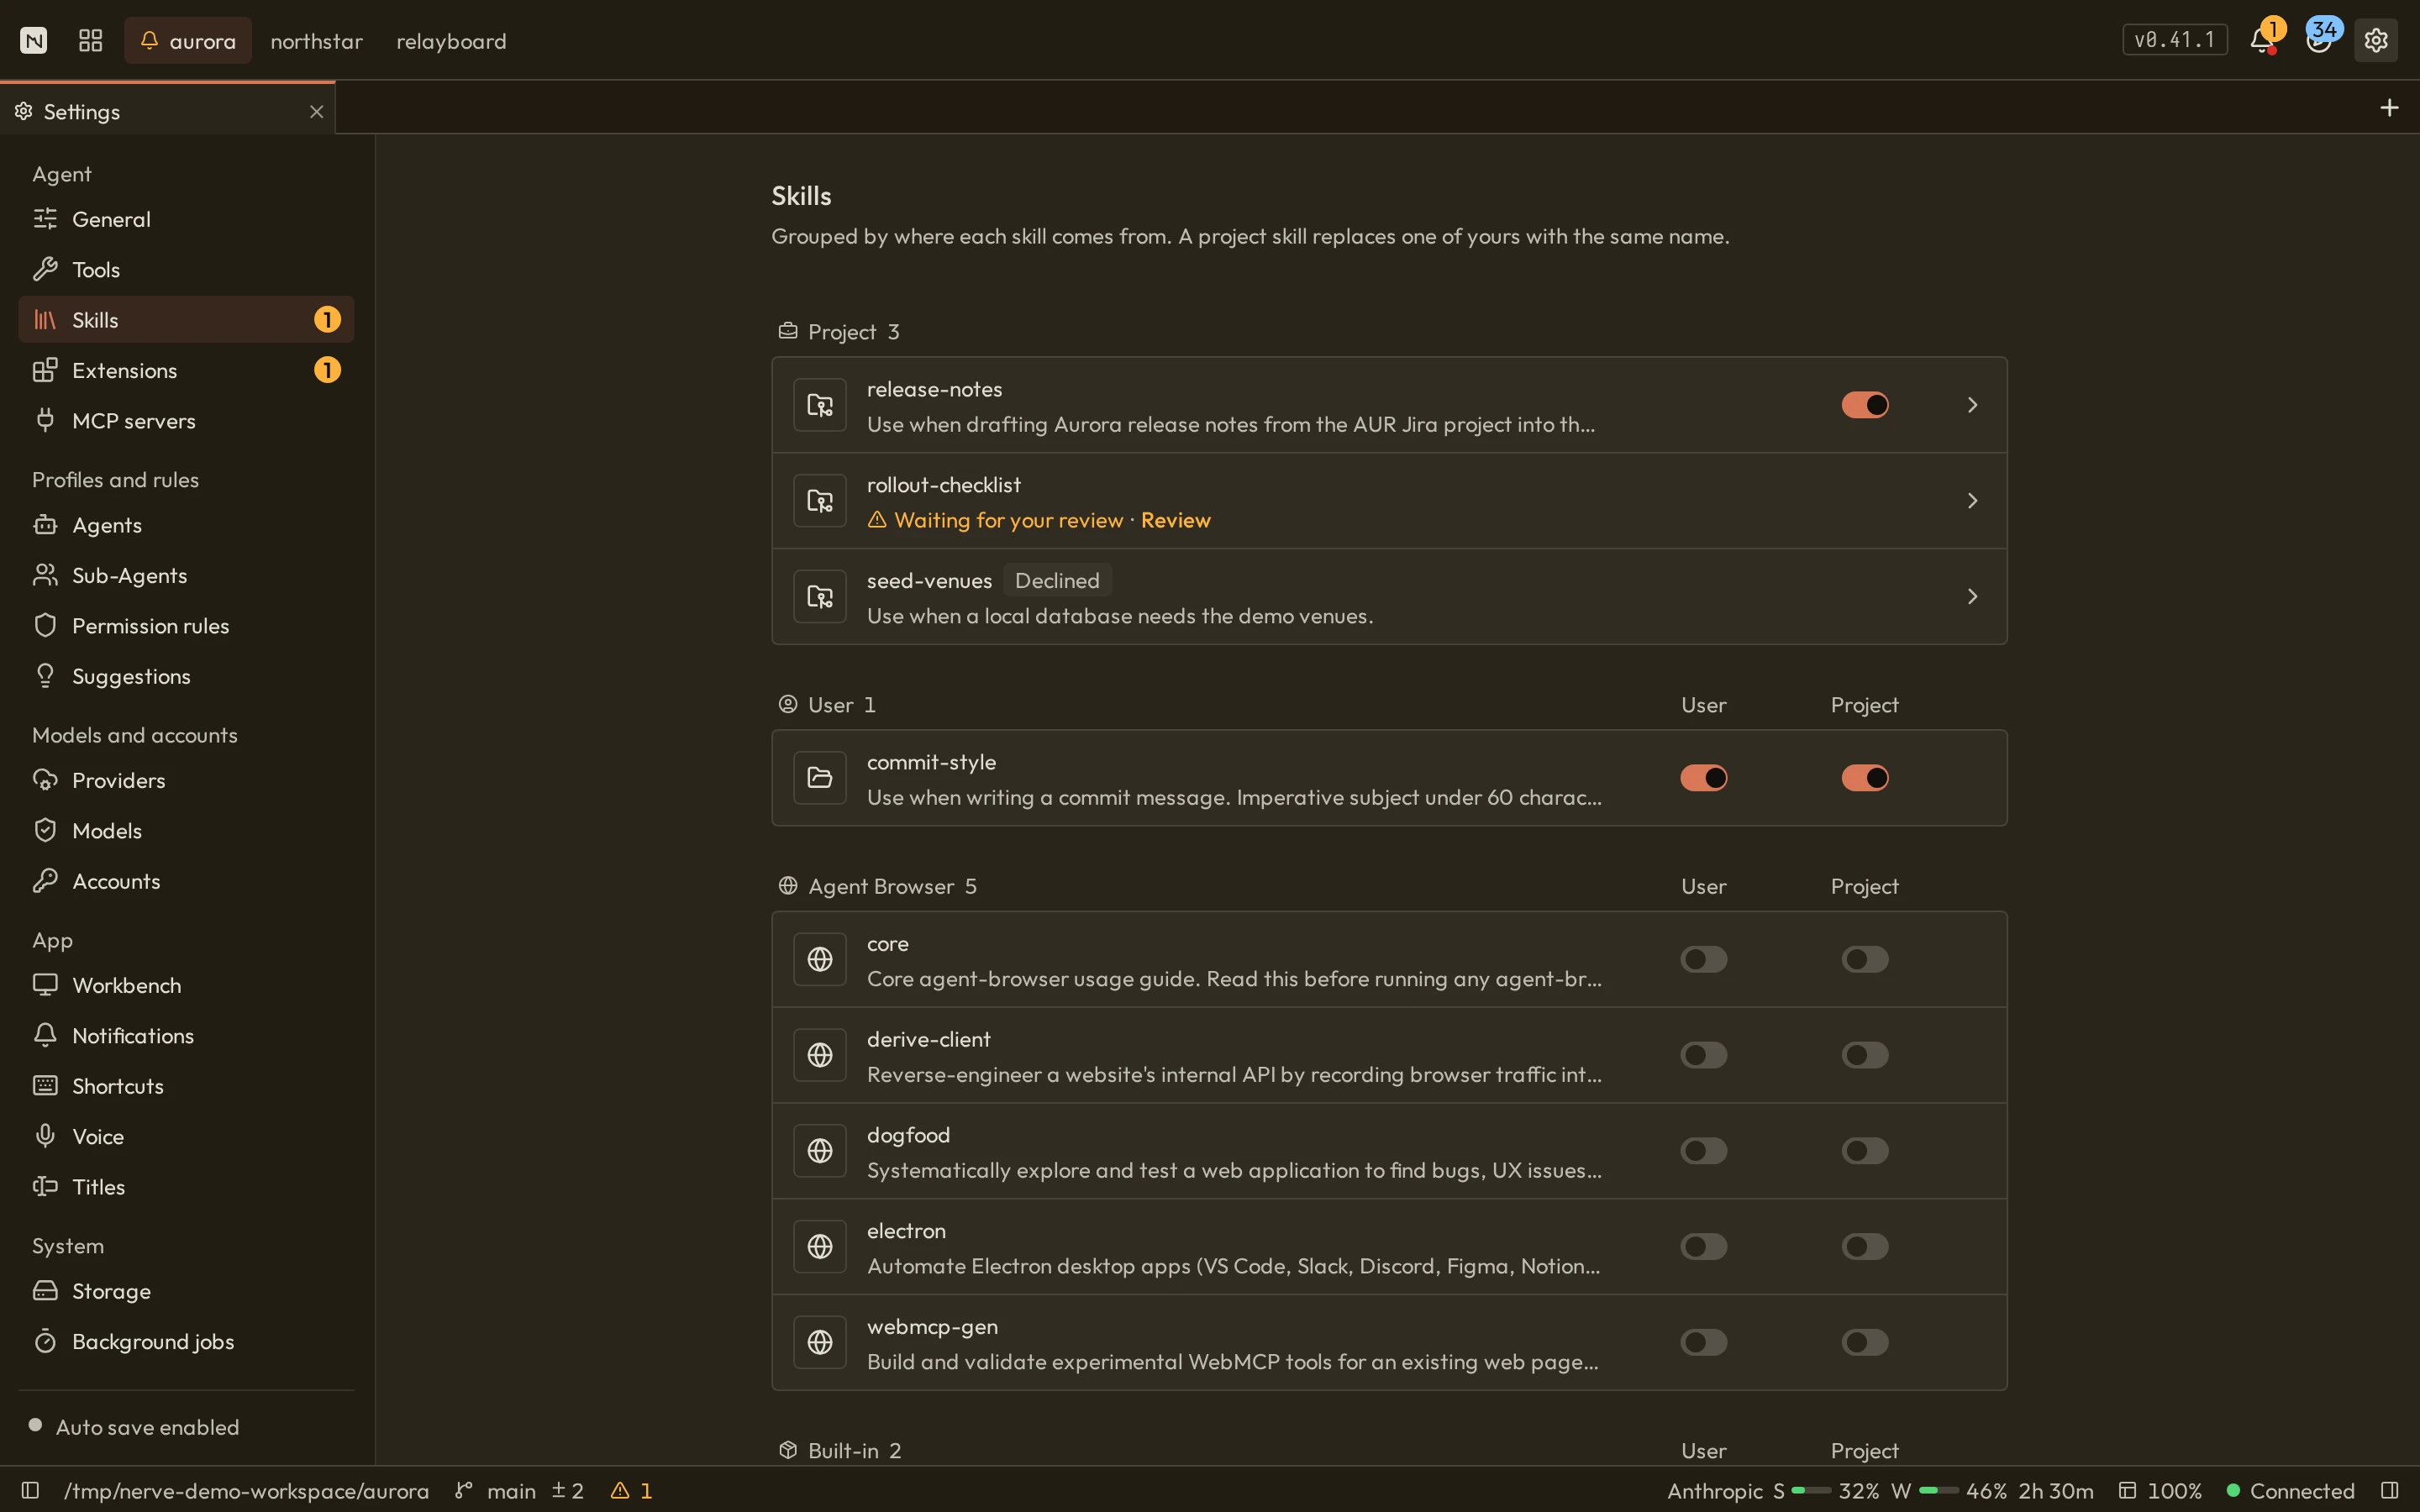 aurora
northstar
relayboard
v0.41.1
1
34
Settings
Agent
General
Tools
Skills 1
Extensions 1
MCP servers
Profiles and rules
Agents
Sub-Agents
Permission rules
Suggestions
Models and accounts
Providers
Models
Accounts
App
Workbench
Notifications
Shortcuts
Voice
Titles
System
Storage
Background jobs
Auto save enabled
Skills
Grouped by where each skill comes from. A project skill replaces one of yours with the same name.
Project 3
release-notes
Use when drafting Aurora release notes from the AUR Jira project into th...
rollout-checklist
Waiting for your review · Review
seed-venues Declined
Use when a local database needs the demo venues.
User 1 User Project
commit-style
Use when writing a commit message. Imperative subject under 60 charac...
Agent Browser 5 User Project
core
Core agent-browser usage guide. Read this before running any agent-br...
derive-client
Reverse-engineer a website's internal API by recording browser traffic int...
dogfood
Systematically explore and test a web application to find bugs, UX issues...
electron
Automate Electron desktop apps (VS Code, Slack, Discord, Figma, Notion...
webmcp-gen
Build and validate experimental WebMCP tools for an existing web page...
Built-in 2 User Project
/tmp/nerve-demo-workspace/aurora main ±2 1
Anthropic S 32% W 46% 2h 30m 100% Connected